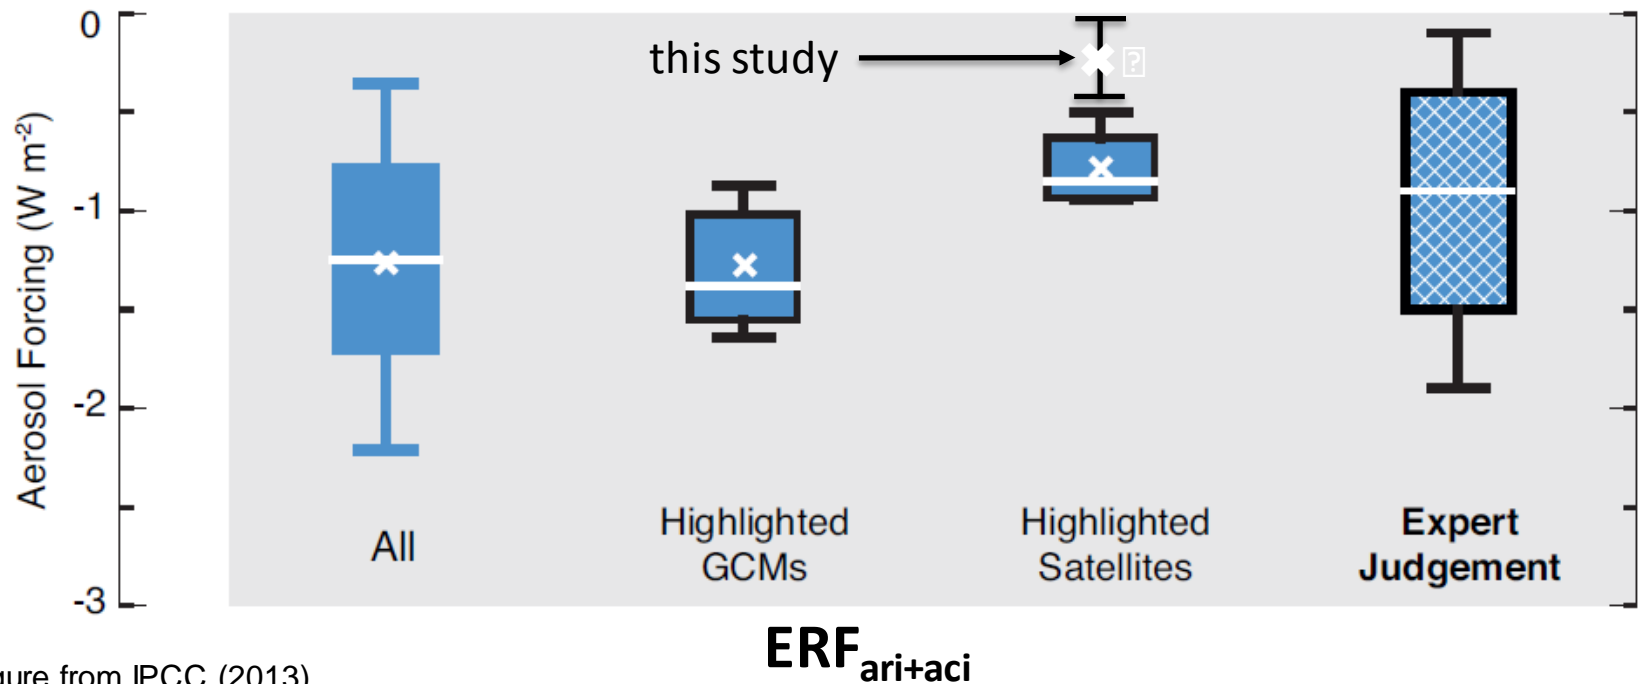 0
this study
-1
-2
-3
Aerosol Forcing (W m-2)
All
Highlighted
GCMs
Highlighted
Satellites
Expert
Judgement
ERFari+aci
gure from IPCC (2013)